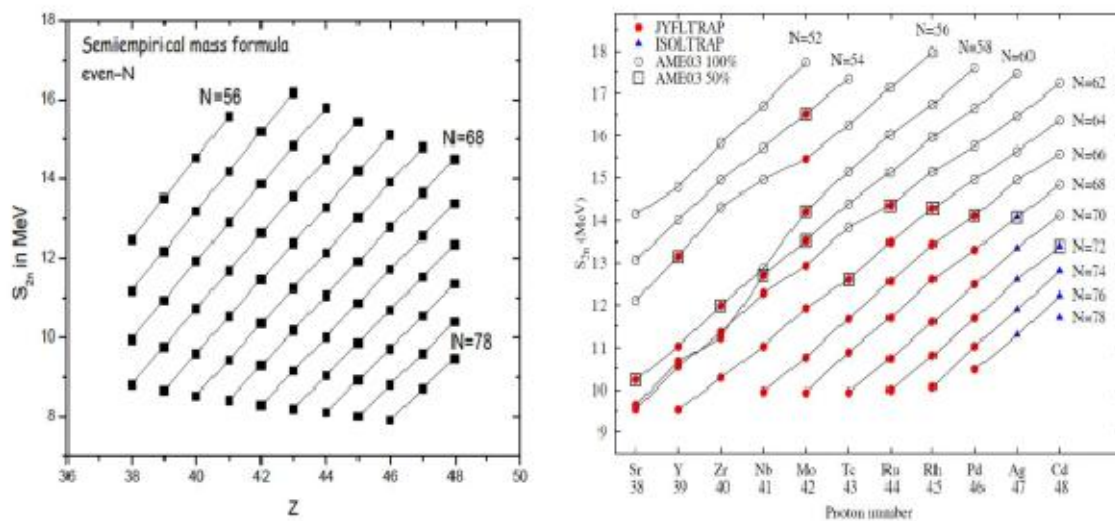 Semiempirical mass formula
even-N
N=56
N=68
N=78
S2n in MeV
18
16
14
12
10
8
36 38 40 42 44 46 48 50
Z
JYFLTRAP
ISOLTRAP
AME03 100%
AME03 50%
N=52
N=54
N=56
N=58
N=60
N=62
N=64
N=66
N=68
N=70
N=72
N=74
N=76
N=78
S2n (MeV)
18
17
16
15
14
13
12
11
10
9
Sr Y Zr Nb Mo Tc Ru Rh Pd Ag Cd
38 39 40 41 42 43 44 45 46 47 48
Proton number